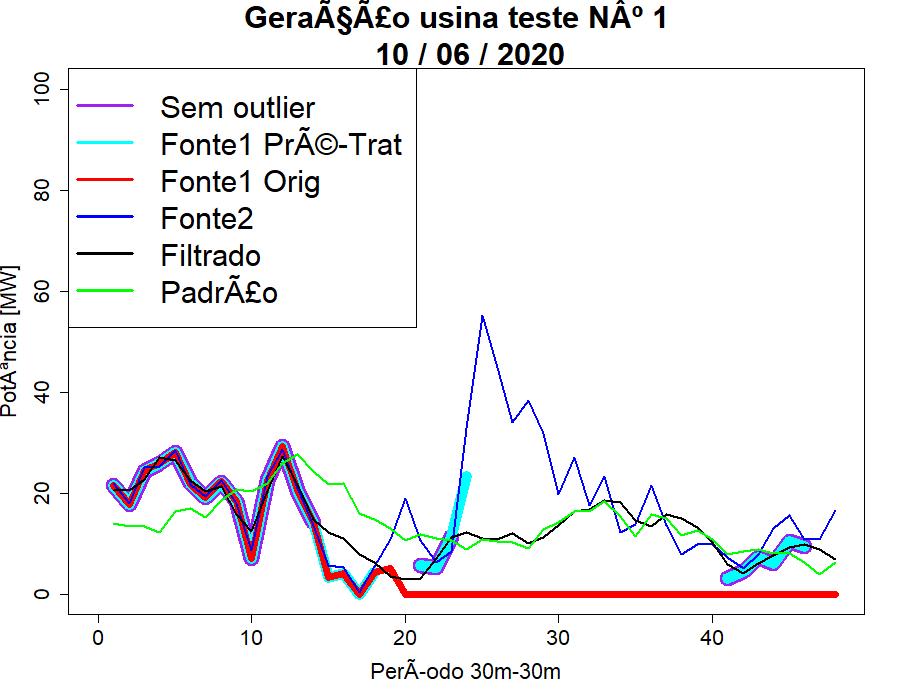 GeraÃ§Ã£o usina teste NÂº 1
10 / 06 / 2020
100
80
60
40
20
0
PotÃªncia [MW]
Sem outlier
Fonte1 PrÃ©-Trat
Fonte1 Orig
Fonte2
Filtrado
PadrÃ£o
0
10
20
30
40
PerÃ-odo 30m-30m